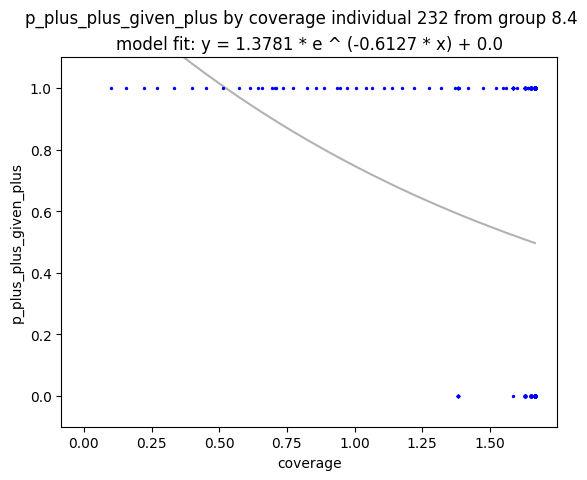 p_plus_plus_given_plus by coverage individual 232 from group 8.4
model fit: y = 1.3781 * e ^ (-0.6127 * x) + 0.0
1.0
0.8
0.6
0.4
0.2
0.0
p_plus_plus_given_plus
0.00 0.25 0.50 0.75 1.00 1.25 1.50
coverage